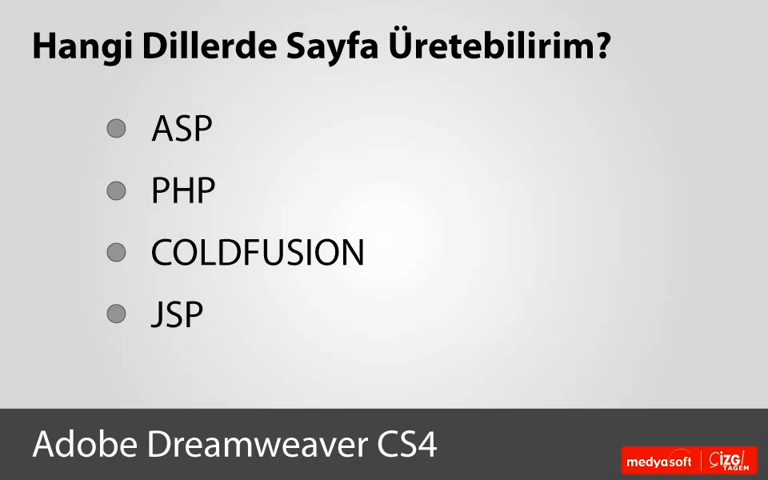 Hangi Dillerde Sayfa Üretebilirim?
ASP
PHP
COLDFUSION
JSP
Adobe Dreamweaver CS4
medyasoft
ÇİZGİ
TAGEM